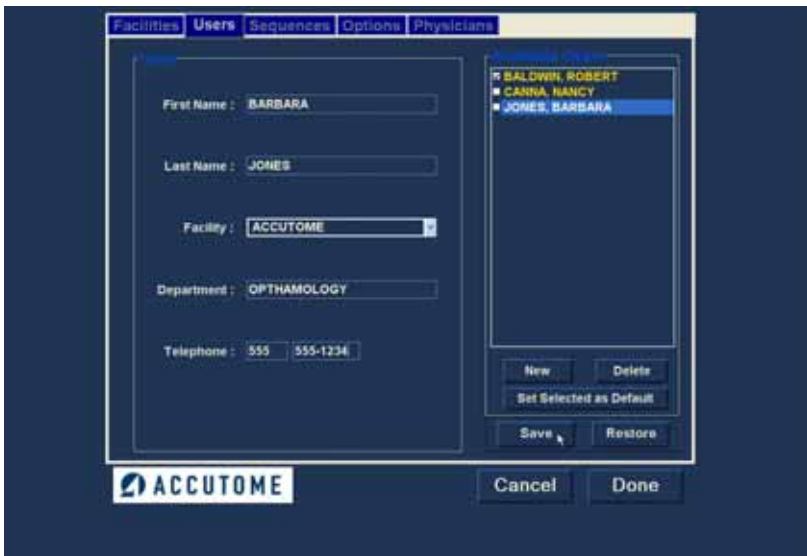 Facilities Users Sequences Options Physicians
First Name : BARBARA
Last Name : JONES
Facility : ACCUTOME
Department : OPTHAMOLOGY
Telephone : 555 555-1234
BALDWIN, ROBERT
CANNA, NANCY
JONES, BARBARA
New Delete
Set Selected as Default
Save Restore
ACCUTOME
Cancel Done